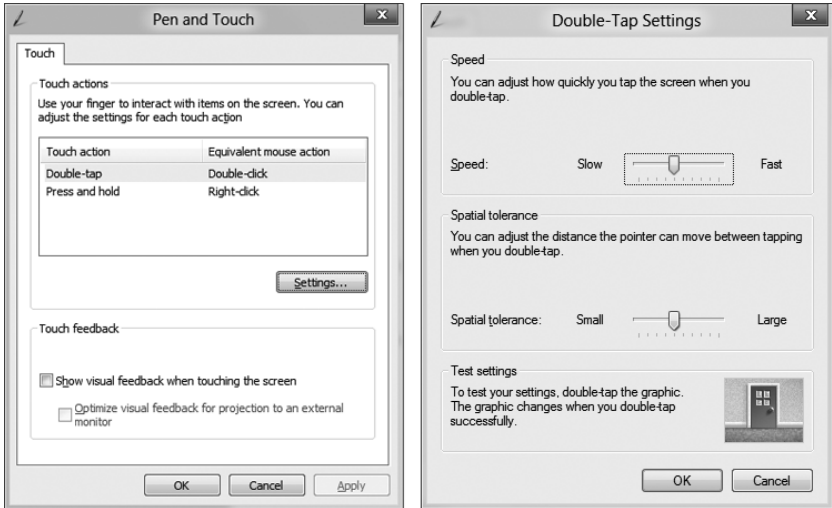 Pen and Touch
x
Touch
Touch actions
Use your finger to interact with items on the screen. You can
adjust the settings for each touch action
Touch action Equivalent mouse action
Double-tap Double-click
Press and hold Right-click
Settings...
Touch feedback
Show visual feedback when touching the screen
Optimize visual feedback for projection to an external
monitor
OK Cancel Apply
Double-Tap Settings
x
Speed
You can adjust how quickly you tap the screen when you
double-tap.
Speed: Slow Fast
Spatial tolerance
You can adjust the distance the pointer can move between tapping
when you double-tap.
Spatial tolerance: Small Large
Test settings
To test your settings, double-tap the graphic.
The graphic changes when you double-tap
successfully.
OK Cancel